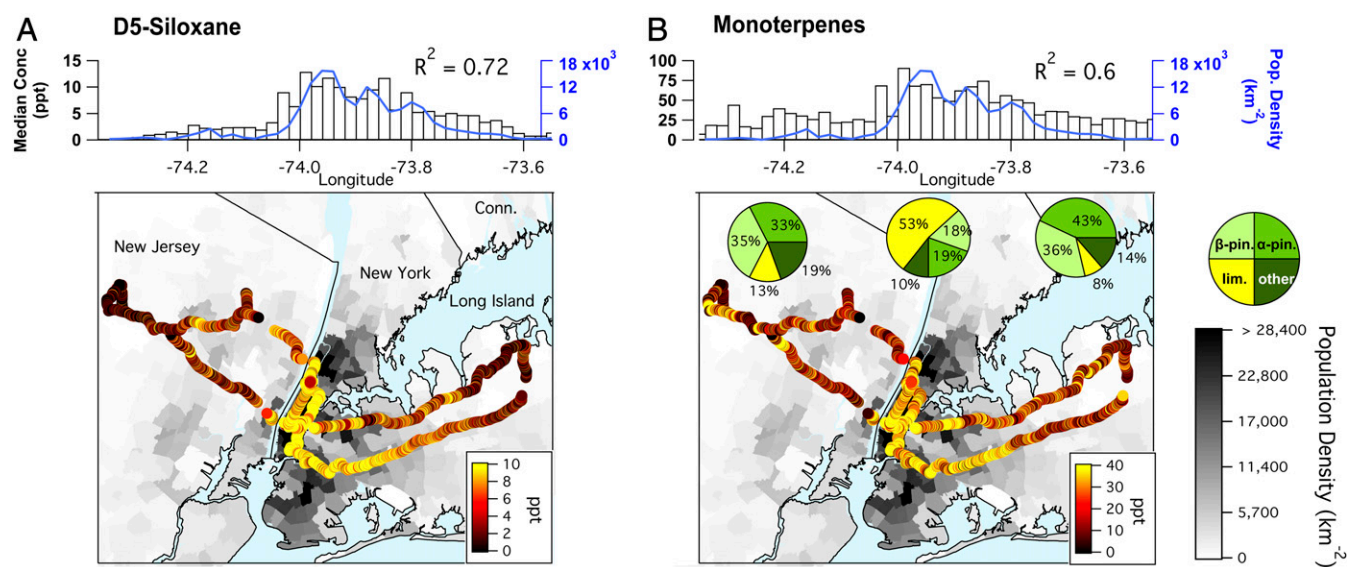 A
D5-Siloxane
Median Conc
(ppt)
15
10
5
0
R² = 0.72
18 x10³
12
6
0
-74.2
-74.0
-73.8
-73.6
Longitude
New Jersey
New York
Conn.
Long Island
10
8
6
4
2
0
ppt
B
Monoterpenes
100
75
50
25
0
R² = 0.6
18 x10³
12
6
0
Pop. Density
(km⁻²)
-74.2
-74.0
-73.8
-73.6
Longitude
33%
35%
19%
13%
53%
18%
19%
10%
43%
36%
14%
8%
40
30
20
10
0
ppt
β-pin.
α-pin.
lim.
other
> 28,400
22,800
17,000
11,400
5,700
0
Population Density (km⁻²)